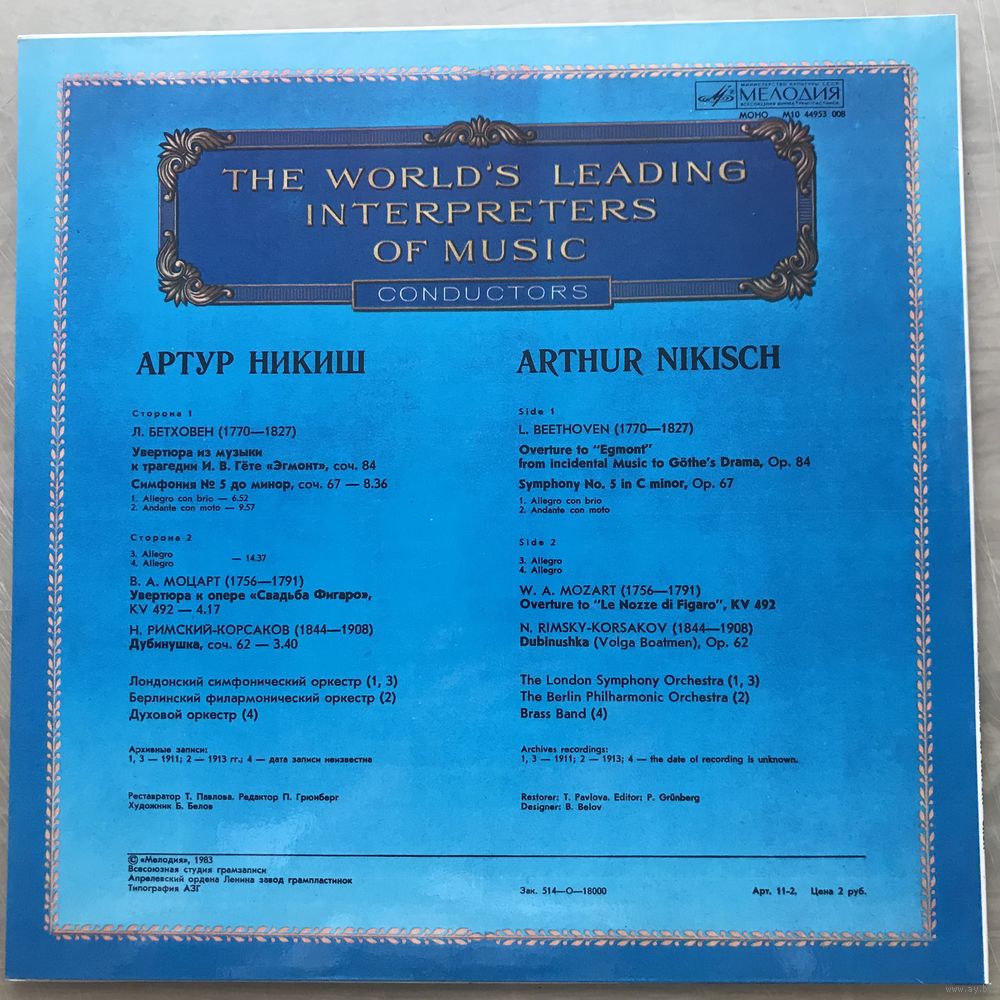 МИНИСТЕРСТВО КУЛЬТУРЫ СССР
МЕЛОДИЯ
ВСЕСОЮЗНАЯ ФИРМА ГРАМПЛАСТИНОК
МОНО М10 44953 008
THE WORLD'S LEADING
INTERPRETERS
OF MUSIC
CONDUCTORS
АРТУР НИКИШ
Сторона 1
Л. БЕТХОВЕН (1770—1827)
Увертюра из музыки
к трагедии И. В. Гёте «Эгмонт», соч. 84
Симфония № 5 до минор, соч. 67 — 8.36
1. Allegro con brio — 6.52
2. Andante con moto — 9.57
Сторона 2
3. Allegro
4. Allegro — 14.37
В. А. МОЦАРТ (1756—1791)
Увертюра к опере «Свадьба Фигаро»,
KV 492 — 4.17
Н. РИМСКИЙ-КОРСАКОВ (1844—1908)
Дубинушка, соч. 62 — 3.40
Лондонский симфонический оркестр (1, 3)
Берлинский филармонический оркестр (2)
Духовой оркестр (4)
Архивные записи:
1, 3 — 1911; 2 — 1913 гг.; 4 — дата записи неизвестна
Реставратор Т. Павлова. Редактор П. Грюнберг
Художник Б. Белов
ARTHUR NIKISCH
Side 1
L. BEETHOVEN (1770—1827)
Overture to "Egmont"
from incidental Music to Göthe's Drama, Op. 84
Symphony No. 5 in C minor, Op. 67
1. Allegro con brio
2. Andante con moto
Side 2
3. Allegro
4. Allegro
W. A. MOZART (1756—1791)
Overture to "Le Nozze di Figaro", KV 492
N. RIMSKY-KORSAKOV (1844—1908)
Dubinushka (Volga Boatmen), Op. 62
The London Symphony Orchestra (1, 3)
The Berlin Philharmonic Orchestra (2)
Brass Band (4)
Archives recordings:
1, 3 — 1911; 2 — 1913; 4 — the date of recording is unknown.
Restorer: T. Pavlova. Editor: P. Grünberg
Designer: B. Belov
© «Мелодия», 1983
Всесоюзная студия грамзаписи
Апрелевский ордена Ленина завод грампластинок
Типография АЗГ
Зак. 514—О—18000
Арт. 11-2. Цена 2 руб.